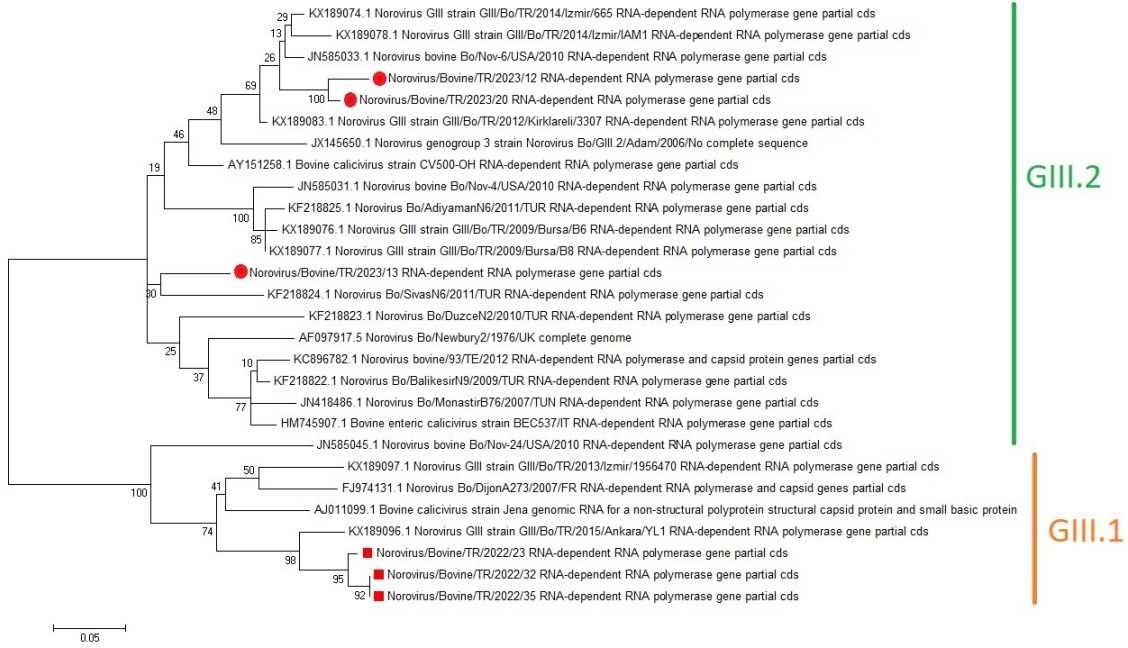 29
KX189074.1 Norovirus GIII strain GIII/Bo/TR/2014/Izmir/665 RNA-dependent RNA polymerase gene partial cds
13
KX189078.1 Norovirus GIII strain GIII/Bo/TR/2014/Izmir/IAM1 RNA-dependent RNA polymerase gene partial cds
26
JN585033.1 Norovirus bovine Bo/Nov-6/USA/2010 RNA-dependent RNA polymerase gene partial cds
69
Norovirus/Bovine/TR/2023/12 RNA-dependent RNA polymerase gene partial cds
100
Norovirus/Bovine/TR/2023/20 RNA-dependent RNA polymerase gene partial cds
48
KX189083.1 Norovirus GIII strain GIII/Bo/TR/2012/Kirklareli/3307 RNA-dependent RNA polymerase gene partial cds
46
JX145650.1 Norovirus genogroup 3 strain Norovirus Bo/GIII.2/Adam/2006/No complete sequence
19
AY151258.1 Bovine calicivirus strain CV500-OH RNA-dependent RNA polymerase gene partial cds
GIII.2
JN585031.1 Norovirus bovine Bo/Nov-4/USA/2010 RNA-dependent RNA polymerase gene partial cds
100
KF218825.1 Norovirus Bo/AdiyamanN6/2011/TUR RNA-dependent RNA polymerase gene partial cds
KX189076.1 Norovirus GIII strain GIII/Bo/TR/2009/Bursa/B6 RNA-dependent RNA polymerase gene partial cds
85
KX189077.1 Norovirus GIII strain GIII/Bo/TR/2009/Bursa/B8 RNA-dependent RNA polymerase gene partial cds
Norovirus/Bovine/TR/2023/13 RNA-dependent RNA polymerase gene partial cds
30
KF218824.1 Norovirus Bo/SivasN6/2011/TUR RNA-dependent RNA polymerase gene partial cds
KF218823.1 Norovirus Bo/DuzceN2/2010/TUR RNA-dependent RNA polymerase gene partial cds
25
AF097917.5 Norovirus Bo/Newbury2/1976/UK complete genome
10
KC896782.1 Norovirus bovine/93/TE/2012 RNA-dependent RNA polymerase and capsid protein genes partial cds
37
KF218822.1 Norovirus Bo/BalikesirN9/2009/TUR RNA-dependent RNA polymerase gene partial cds
77
JN418486.1 Norovirus Bo/MonastirB76/2007/TUN RNA-dependent RNA polymerase gene partial cds
HM745907.1 Bovine enteric calicivirus strain BEC537/IT RNA-dependent RNA polymerase gene partial cds
JN585045.1 Norovirus bovine Bo/Nov-24/USA/2010 RNA-dependent RNA polymerase gene partial cds
50
KX189097.1 Norovirus GIII strain GIII/Bo/TR/2013/Izmir/1956470 RNA-dependent RNA polymerase gene partial cds
100
41
FJ974131.1 Norovirus Bo/DijonA273/2007/FR RNA-dependent RNA polymerase and capsid genes partial cds
AJ011099.1 Bovine calicivirus strain Jena genomic RNA for a non-structural polyprotein structural capsid protein and small basic protein
74
KX189096.1 Norovirus GIII strain GIII/Bo/TR/2015/Ankara/YL1 RNA-dependent RNA polymerase gene partial cds
GIII.1
98
Norovirus/Bovine/TR/2022/23 RNA-dependent RNA polymerase gene partial cds
95
Norovirus/Bovine/TR/2022/32 RNA-dependent RNA polymerase gene partial cds
92
Norovirus/Bovine/TR/2022/35 RNA-dependent RNA polymerase gene partial cds
0.05